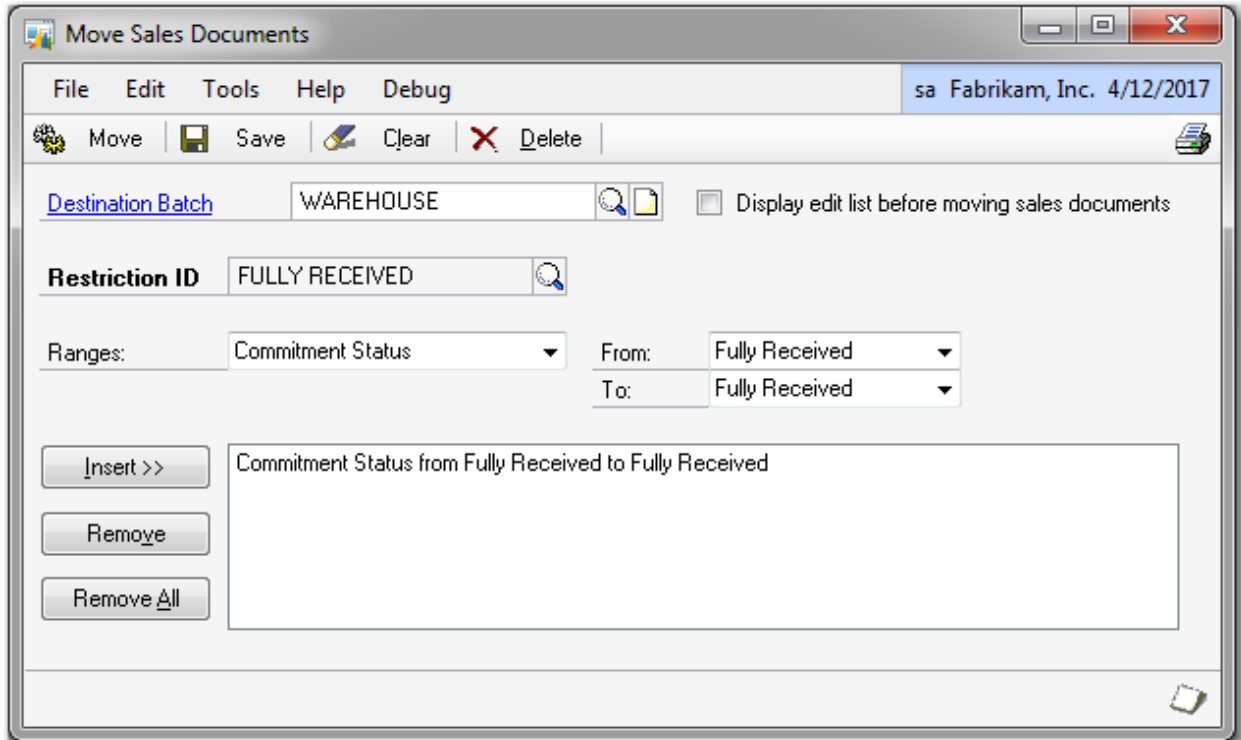 Move Sales Documents
File Edit Tools Help Debug sa Fabrikam, Inc. 4/12/2017
Move Save Clear Delete
Destination Batch WAREHOUSE Display edit list before moving sales documents
Restriction ID FULLY RECEIVED
Ranges: Commitment Status From: Fully Received
To: Fully Received
Insert >> Commitment Status from Fully Received to Fully Received
Remove
Remove All